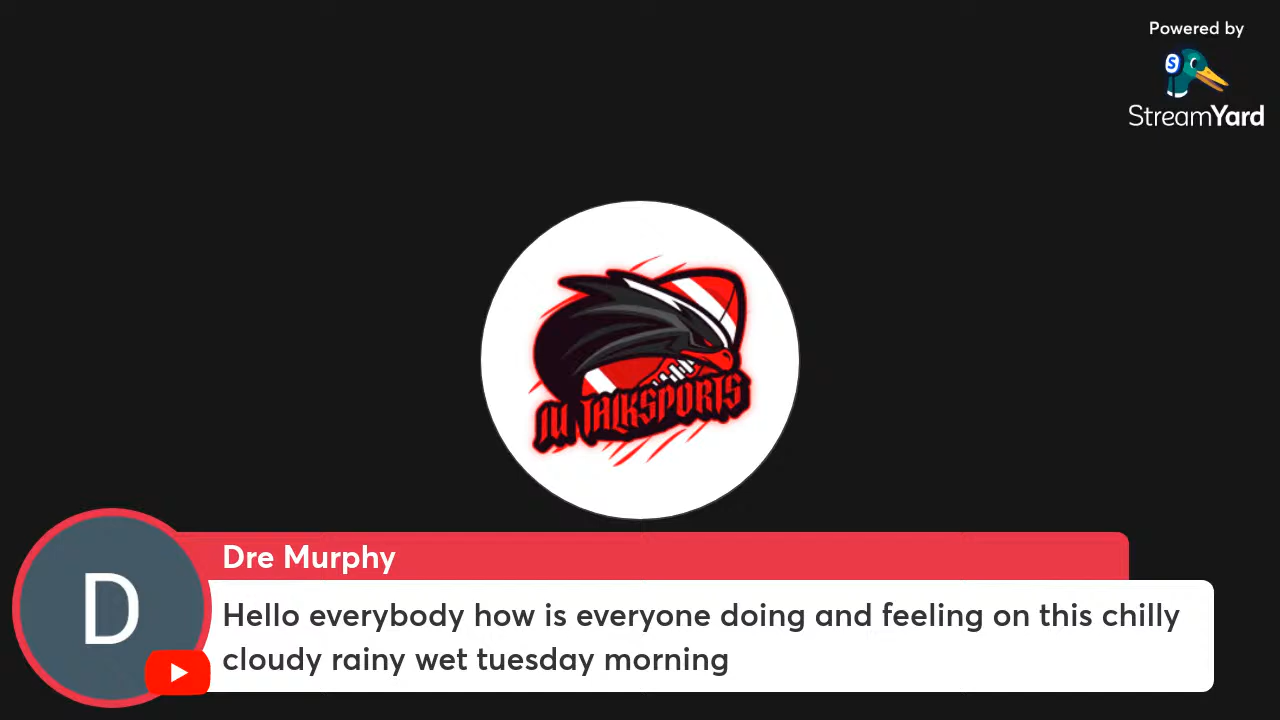 Powered by
S
StreamYard
IU TALKSPORTS
D
Dre Murphy
Hello everybody how is everyone doing and feeling on this chilly
cloudy rainy wet tuesday morning